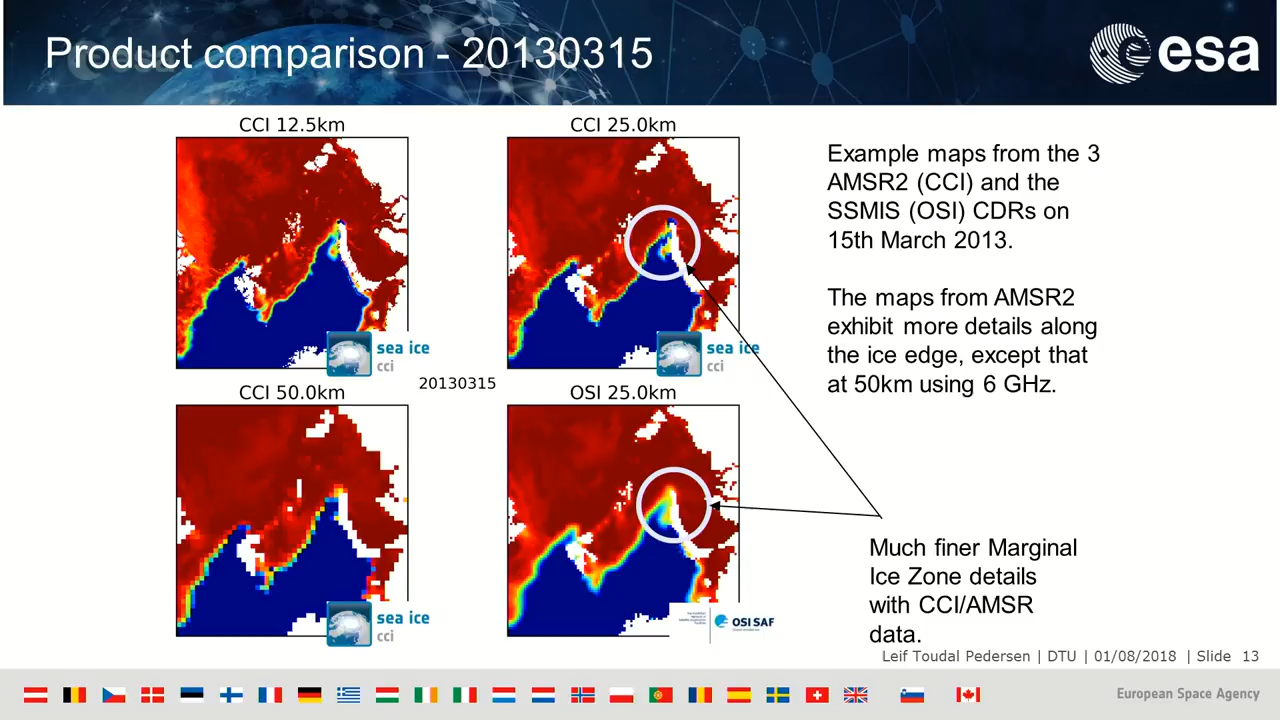 Product comparison - 20130315
esa
CCI 12.5km
CCI 25.0km
sea ice
cci
sea ice
cci
CCI 50.0km
20130315
OSI 25.0km
sea ice
cci
OSI SAF
Example maps from the 3
AMSR2 (CCI) and the
SSMIS (OSI) CDRs on
15th March 2013.
The maps from AMSR2
exhibit more details along
the ice edge, except that
at 50km using 6 GHz.
Much finer Marginal
Ice Zone details
with CCI/AMSR
data.
Leif Toudal Pedersen | DTU | 01/08/2018 | Slide 13
European Space Agency